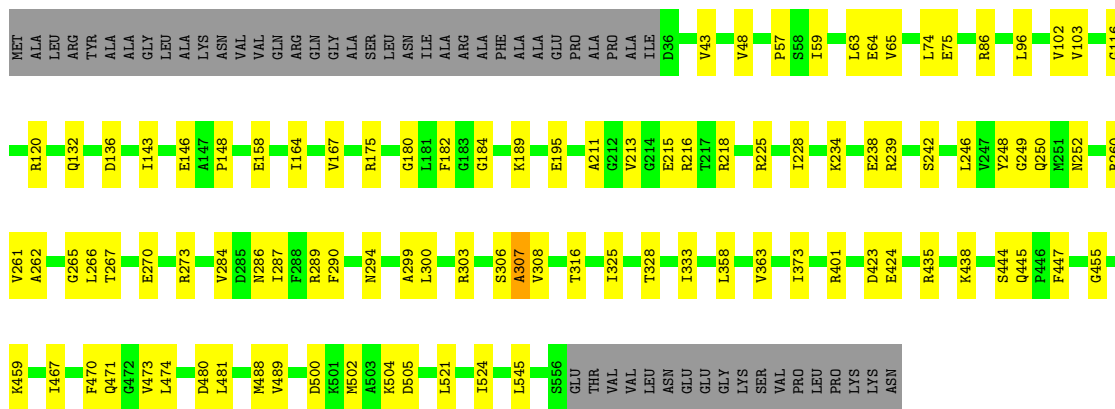 MET ALA LEU ARG TYR ALA ALA GLY LEU ALA LYS ASN VAL VAL GLN ARG GLN GLY ALA SER LEU ASN ILE ALA ARG ALA PHE ALA ALA GLU PRO ALA PRO ALA ILE D36 V43 V48 P57 S58 I59 L63 E64 V65 L74 E75 R86 L96 V102 V103 G116
R120 Q132 D136 I143 E146 A147 P148 E158 I164 V167 R175 G180 L181 F182 G183 G184 K189 E195 A211 G212 V213 G214 E215 R216 T217 R218 R225 I228 K234 E238 R239 S242 L246 V247 Y248 G249 Q250 M251 N252
V261 A262 G265 L266 T267 E270 R273 V284 D285 N286 I287 F288 R289 F290 N294 A299 L300 R303 S306 A307 V308 T316 I325 T328 I333 L358 V363 I373 R401 D423 E424 R435 K438 S444 Q445 P446 F447 G455
K459 I467 F470 Q471 G472 V473 L474 D480 L481 M488 V489 D500 K501 M502 A503 K504 D505 L521 I524 L545 S556 GLU THR VAL VAL LEU ASN GLU GLU GLY LYS SER VAL PRO LEU PRO LYS LYS ASN